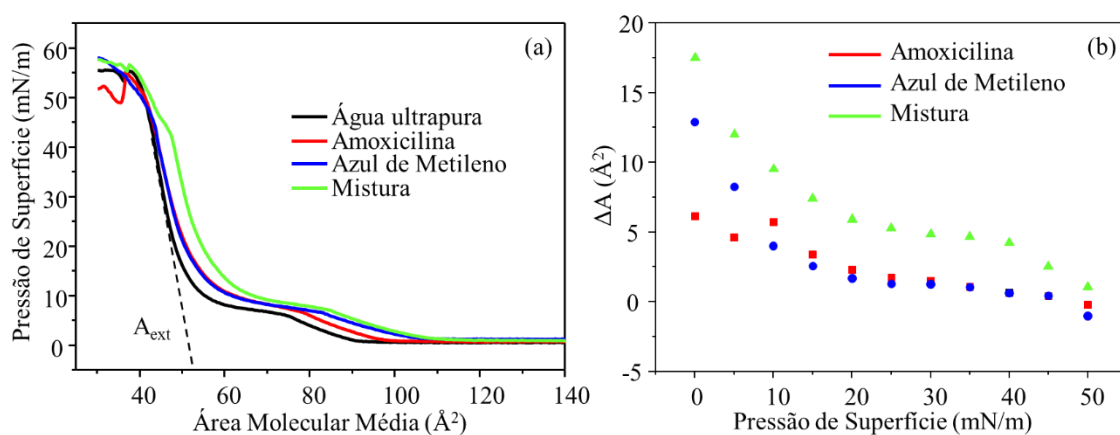 (a)
Pressão de Superfície (mN/m)
60
50
40
30
20
10
0
Água ultrapura
Amoxicilina
Azul de Metileno
Mistura
A_ext
40 60 80 100 120 140
Área Molecular Média (Å²)
(b)
ΔA (Å²)
20
15
10
5
0
-5
Amoxicilina
Azul de Metileno
Mistura
0 10 20 30 40 50
Pressão de Superfície (mN/m)